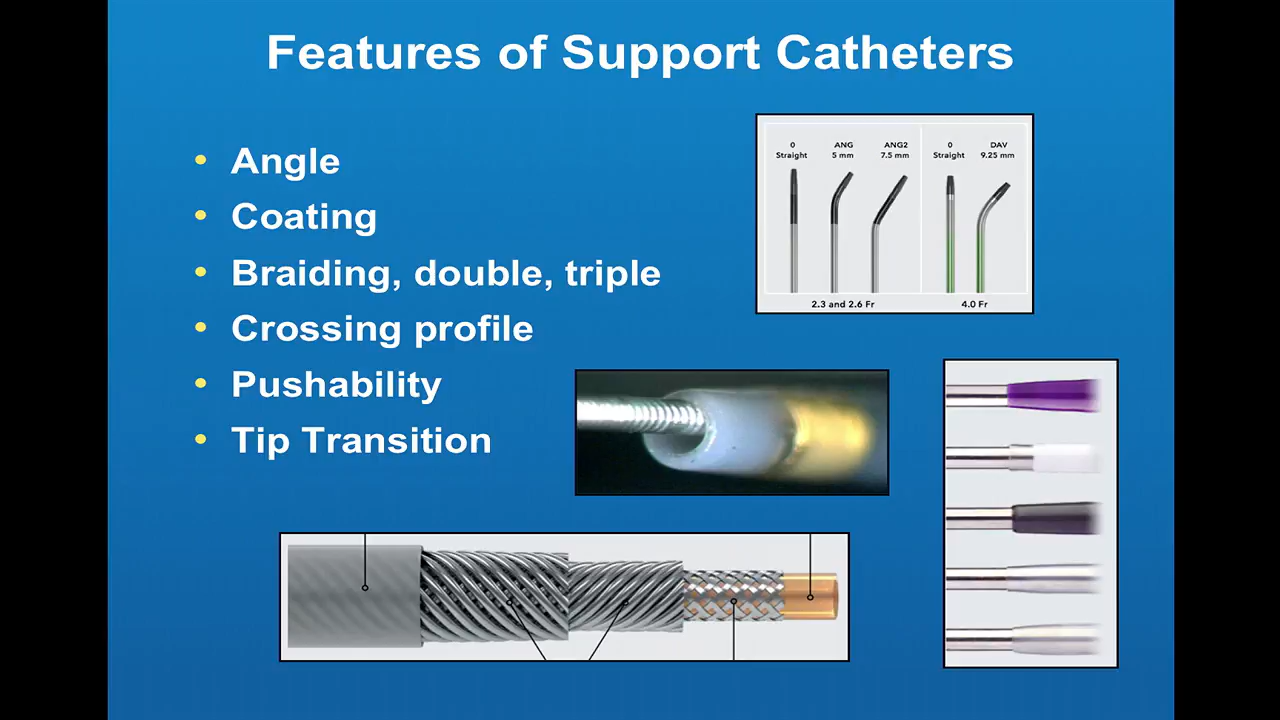 Features of Support Catheters
• Angle
• Coating
• Braiding, double, triple
• Crossing profile
• Pushability
• Tip Transition
0 ANG ANG2 0 DAV
Straight 5 mm 7.5 mm Straight 9.25 mm
2.3 and 2.6 Fr 4.0 Fr